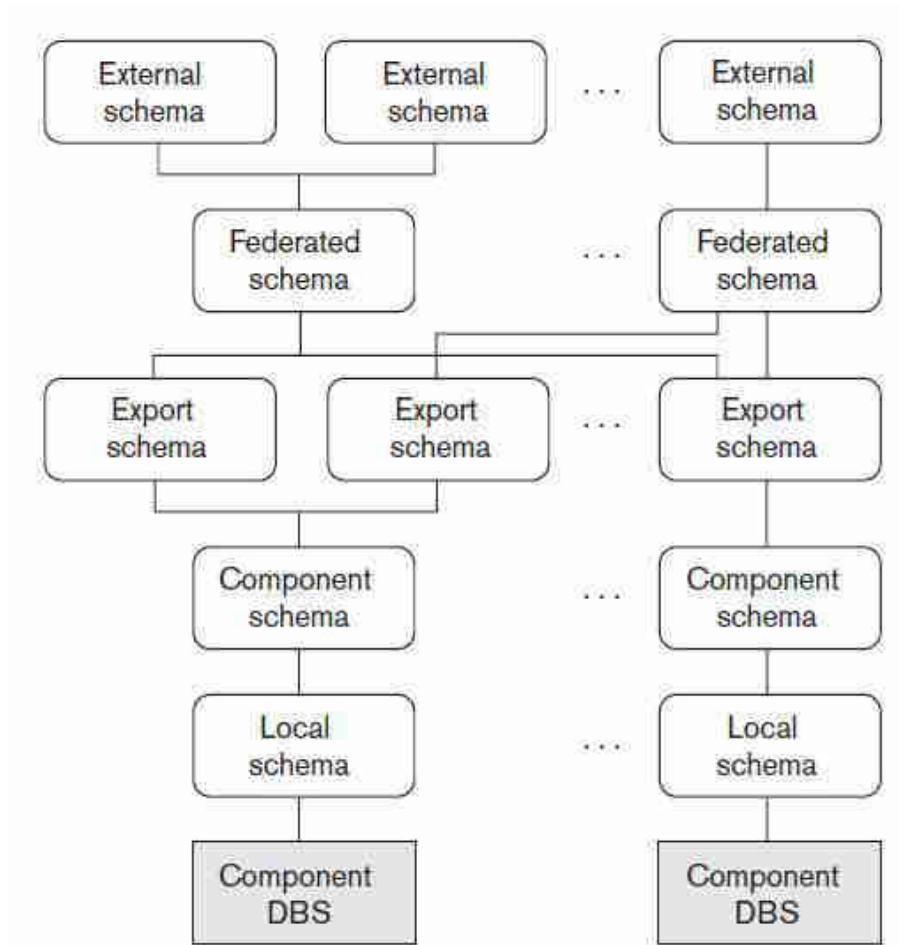 External
schema
External
schema
. . .
External
schema
Federated
schema
. . .
Federated
schema
Export
schema
Export
schema
. . .
Export
schema
Component
schema
. . .
Component
schema
Local
schema
. . .
Local
schema
Component
DBS
Component
DBS